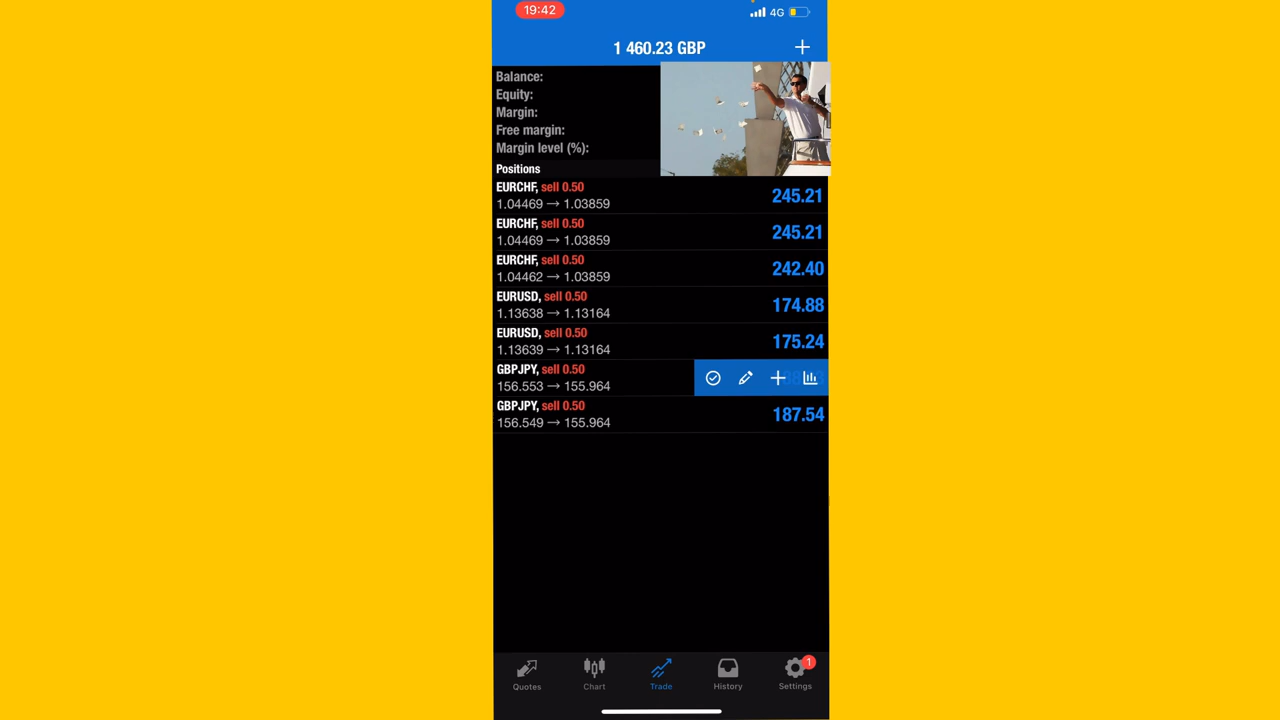 19:42
4G
1 460.23 GBP
Balance:
Equity:
Margin:
Free margin:
Margin level (%):
Positions
EURCHF, sell 0.50
1.04469 → 1.03859
245.21
EURCHF, sell 0.50
1.04469 → 1.03859
245.21
EURCHF, sell 0.50
1.04462 → 1.03859
242.40
EURUSD, sell 0.50
1.13638 → 1.13164
174.88
EURUSD, sell 0.50
1.13639 → 1.13164
175.24
GBPJPY, sell 0.50
156.553 → 155.964
GBPJPY, sell 0.50
156.549 → 155.964
187.54
Quotes
Chart
Trade
History
1
Settings